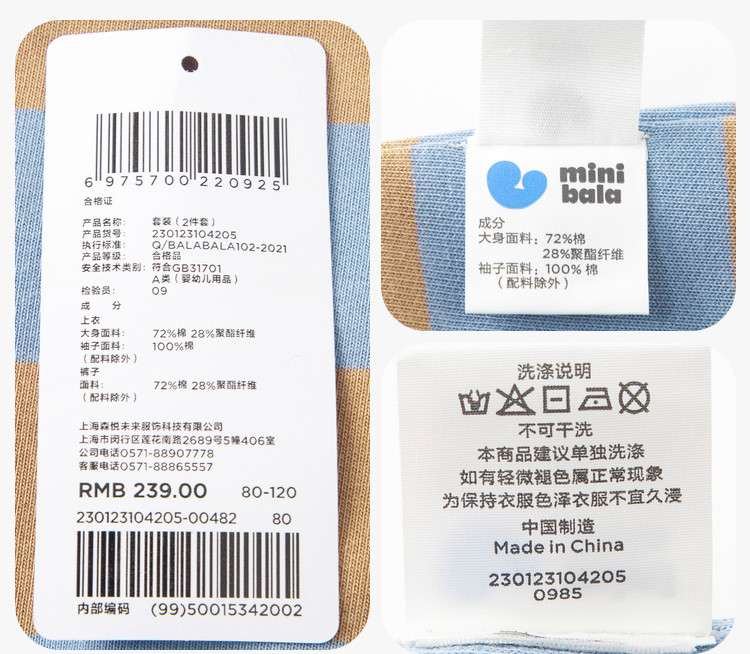 6 975700 220925
合格证
产品名称： 套装（2件套）
产品货号： 230123104205
执行标准： Q/BALABALA102-2021
产品等级： 合格品
安全技术类别： 符合GB31701
A类（婴幼儿用品）
检验员： 09
成 分
上衣
大身面料： 72%棉 28%聚酯纤维
袖子面料： 100%棉
（配料除外）
裤子
面料： 72%棉 28%聚酯纤维
（配料除外）
上海森悦未来服饰科技有限公司
上海市闵行区莲花南路2689号5幢406室
公司电话0571-88907778
客服电话0571-88865557
RMB 239.00 80-120
230123104205-00482 80
内部编码 (99)50015342002
mini
bala
成分
大身面料：72%棉
28%聚酯纤维
袖子面料：100%棉
（配料除外）
洗涤说明
不可干洗
本商品建议单独洗涤
如有轻微褪色属正常现象
为保持衣服色泽衣服不宜久浸
中国制造
Made in China
230123104205
0985